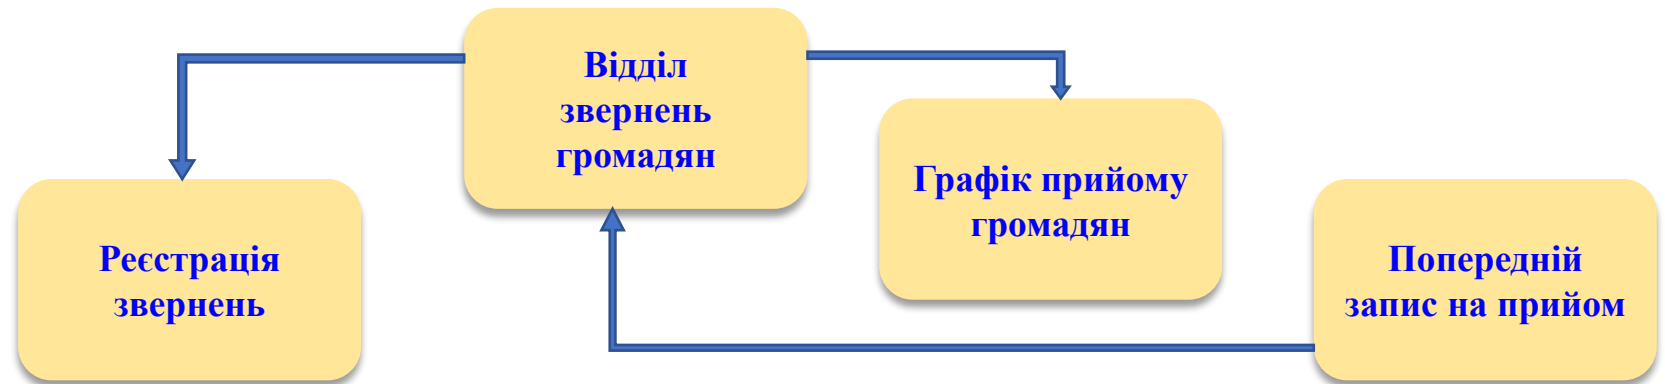 Відділ
звернень
громадян
Графік прийому
громадян
Реєстрація
звернень
Попередній
запис на прийом